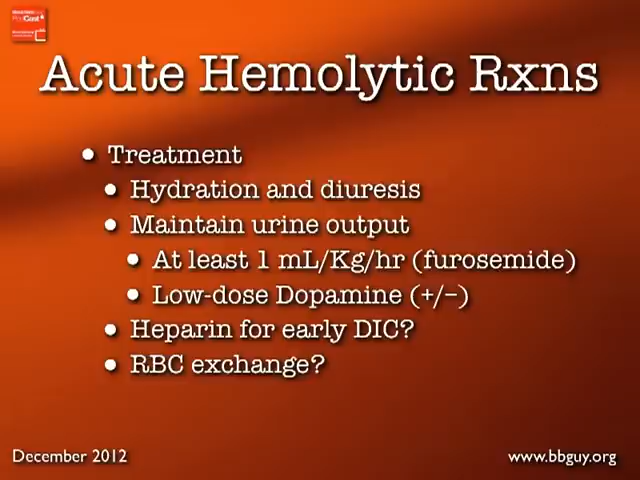 Acute Hemolytic Rxns
• Treatment
• Hydration and diuresis
• Maintain urine output
• At least 1 mL/Kg/hr (furosemide)
• Low-dose Dopamine (+/−)
• Heparin for early DIC?
• RBC exchange?
December 2012
www.bbguy.org